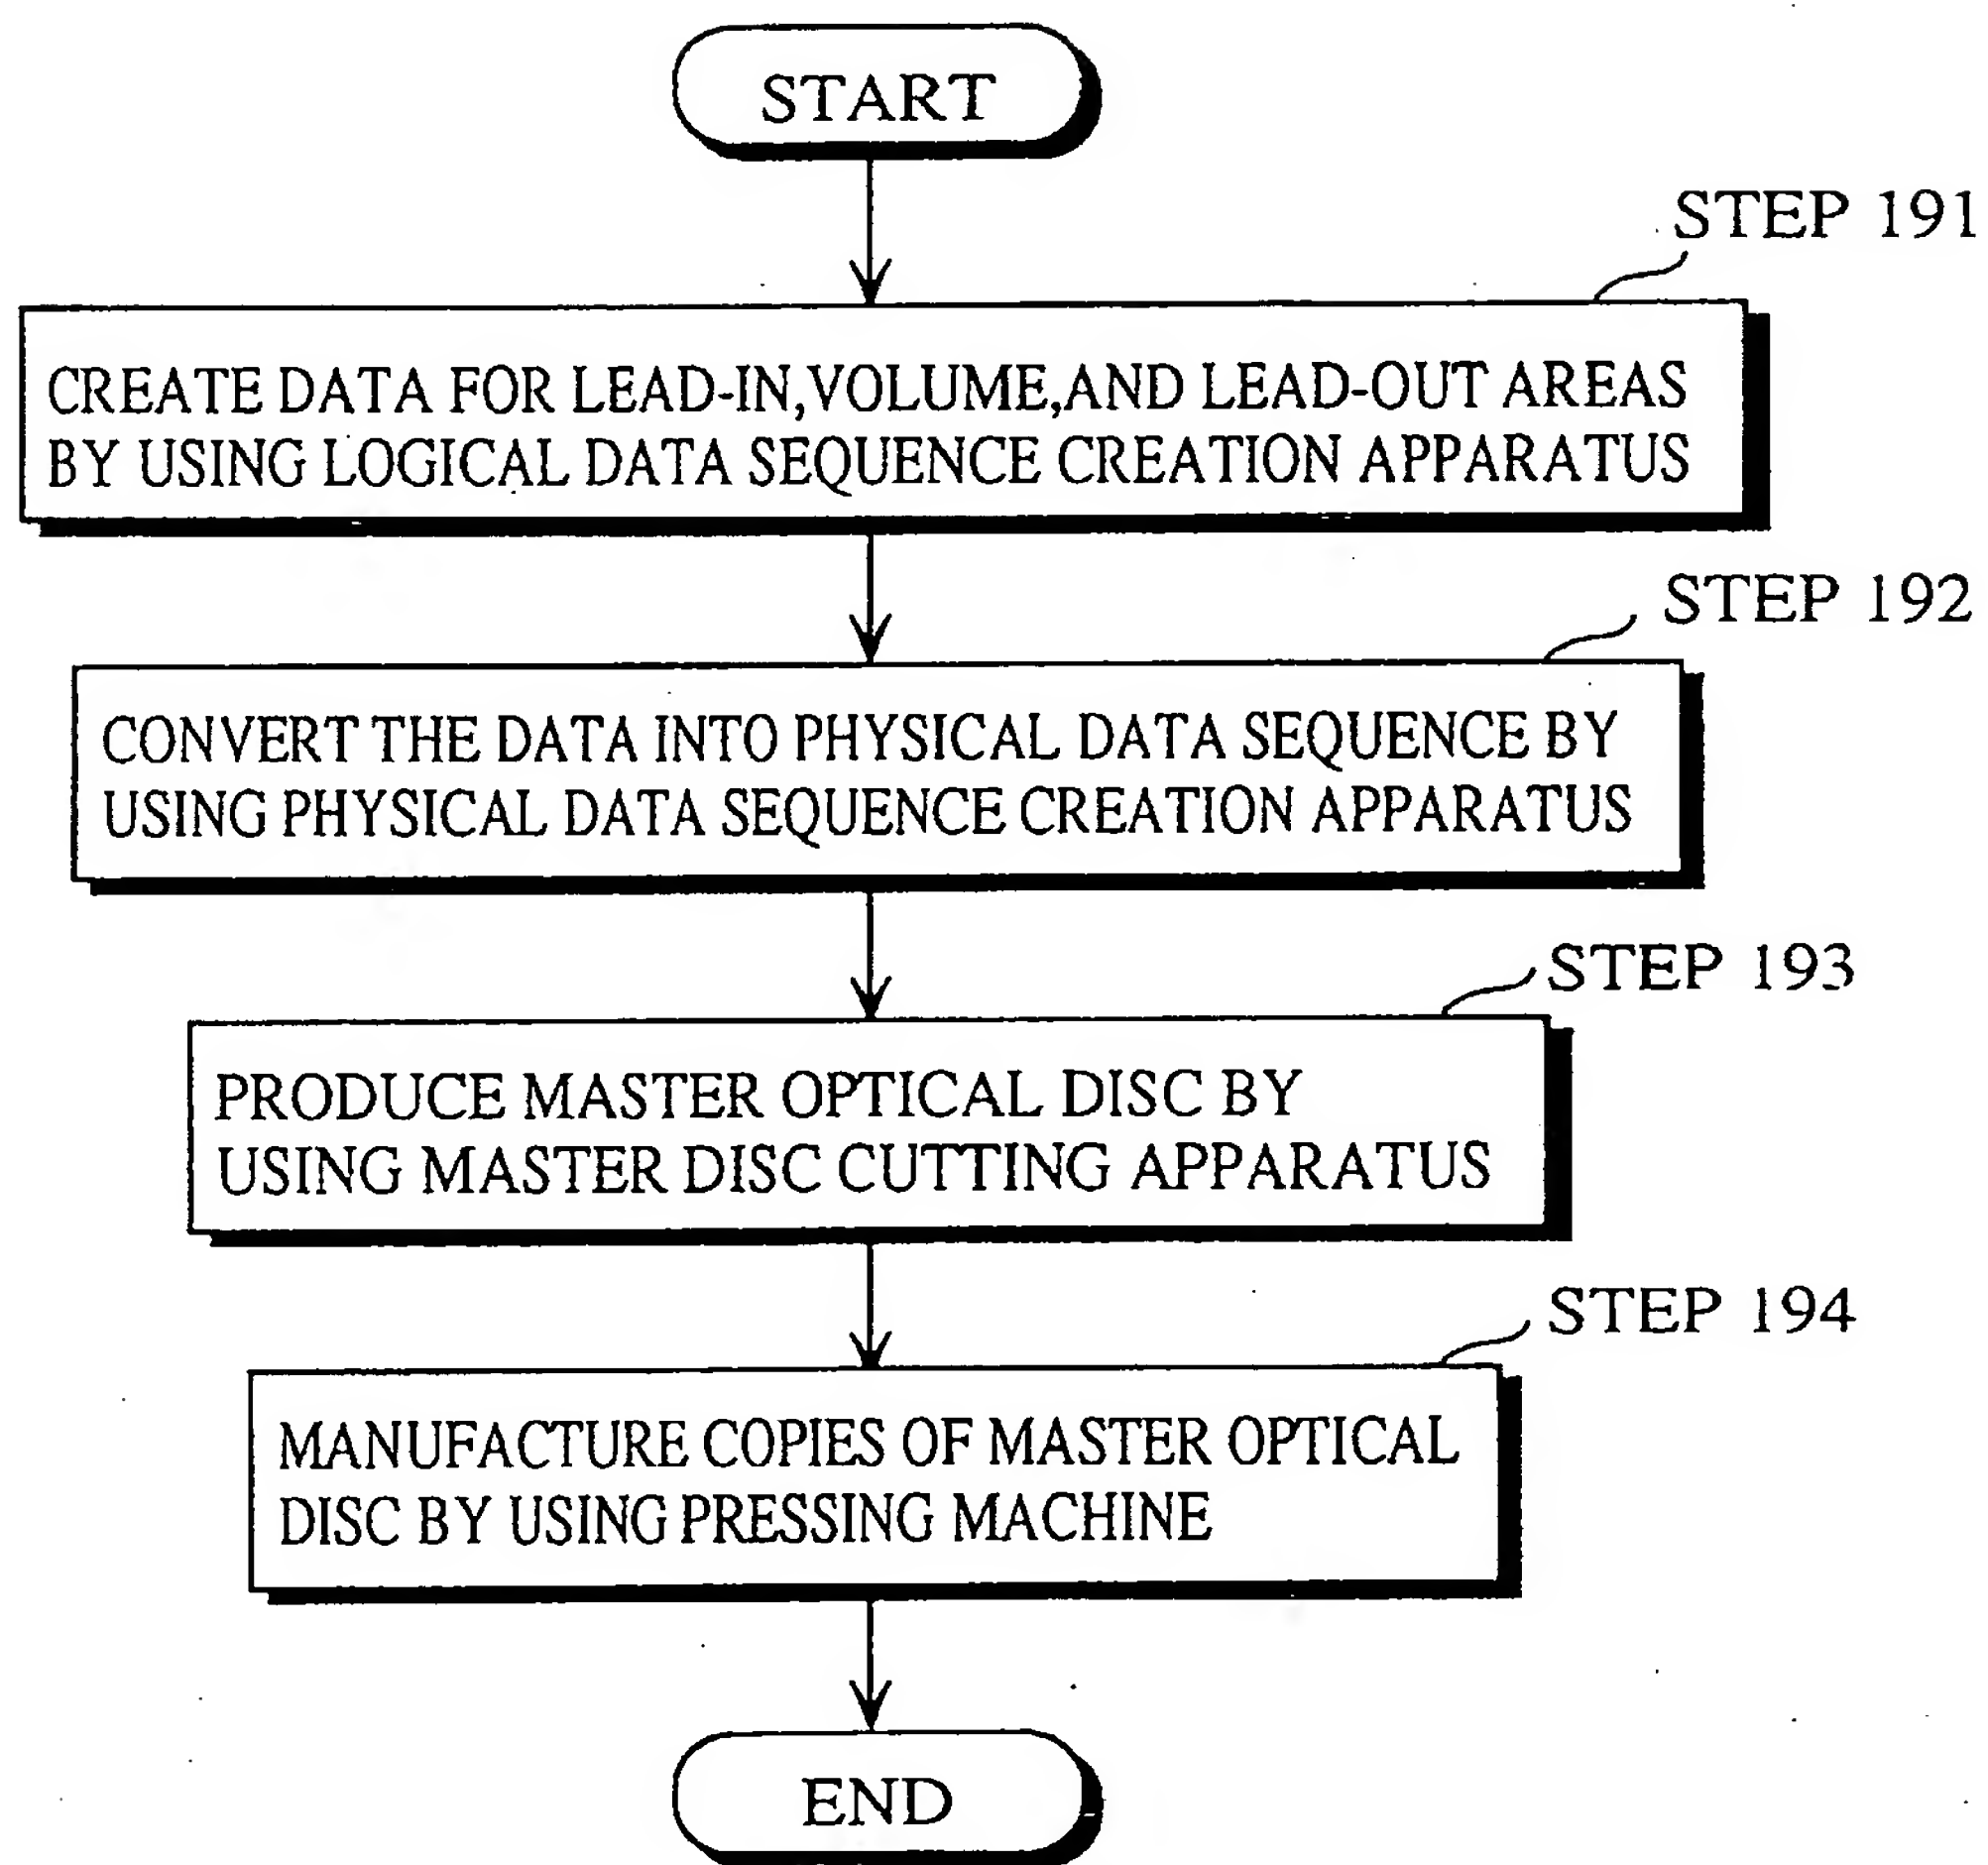 START
STEP 191
CREATE DATA FOR LEAD-IN,VOLUME,AND LEAD-OUT AREAS
BY USING LOGICAL DATA SEQUENCE CREATION APPARATUS
STEP 192
CONVERT THE DATA INTO PHYSICAL DATA SEQUENCE BY
USING PHYSICAL DATA SEQUENCE CREATION APPARATUS
STEP 193
PRODUCE MASTER OPTICAL DISC BY
USING MASTER DISC CUTTING APPARATUS
STEP 194
MANUFACTURE COPIES OF MASTER OPTICAL
DISC BY USING PRESSING MACHINE
END